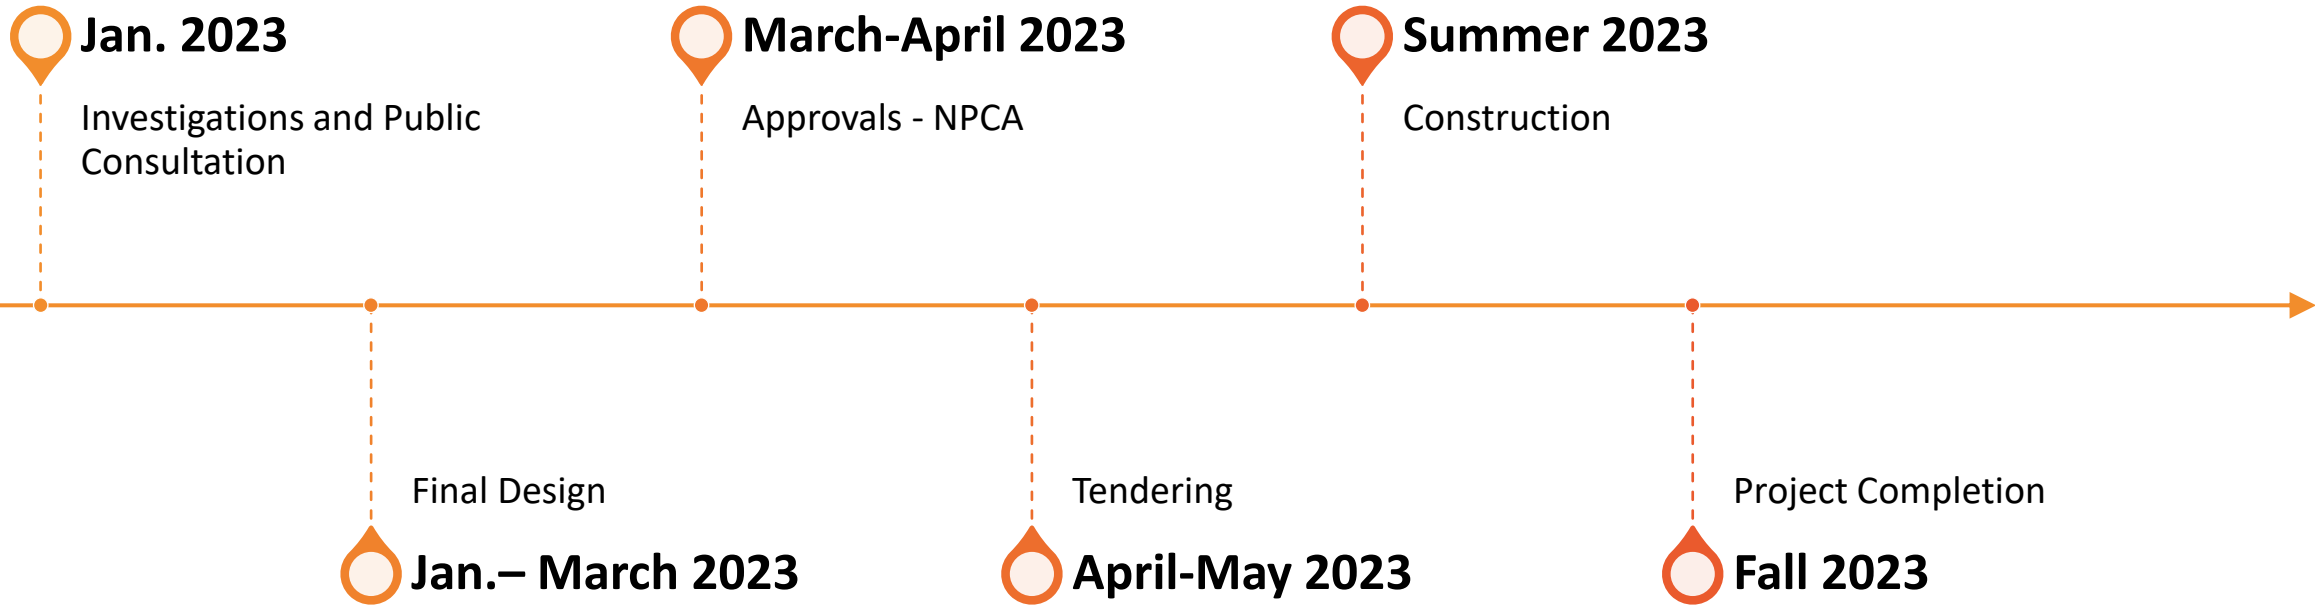 Jan. 2023
Investigations and Public
Consultation
Final Design
Jan.– March 2023
March-April 2023
Approvals - NPCA
Tendering
April-May 2023
Summer 2023
Construction
Project Completion
Fall 2023